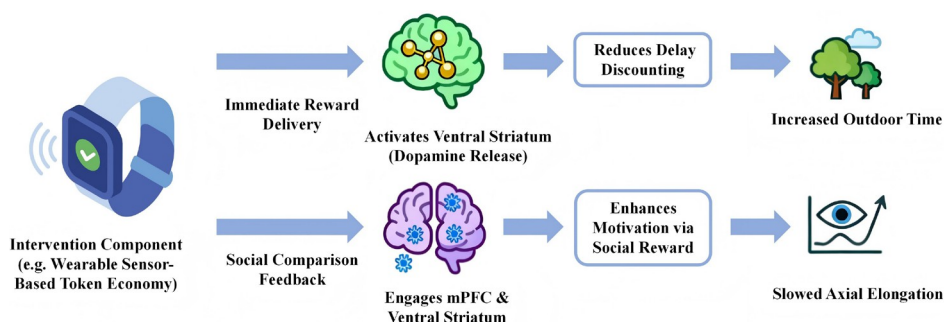 Immediate Reward
Delivery
Activates Ventral Striatum
(Dopamine Release)
Reduces Delay
Discounting
Increased Outdoor Time
Intervention Component
(e.g. Wearable Sensor-
Based Token Economy)
Social Comparison
Feedback
Engages mPFC &
Ventral Striatum
Enhances
Motivation via
Social Reward
Slowed Axial Elongation